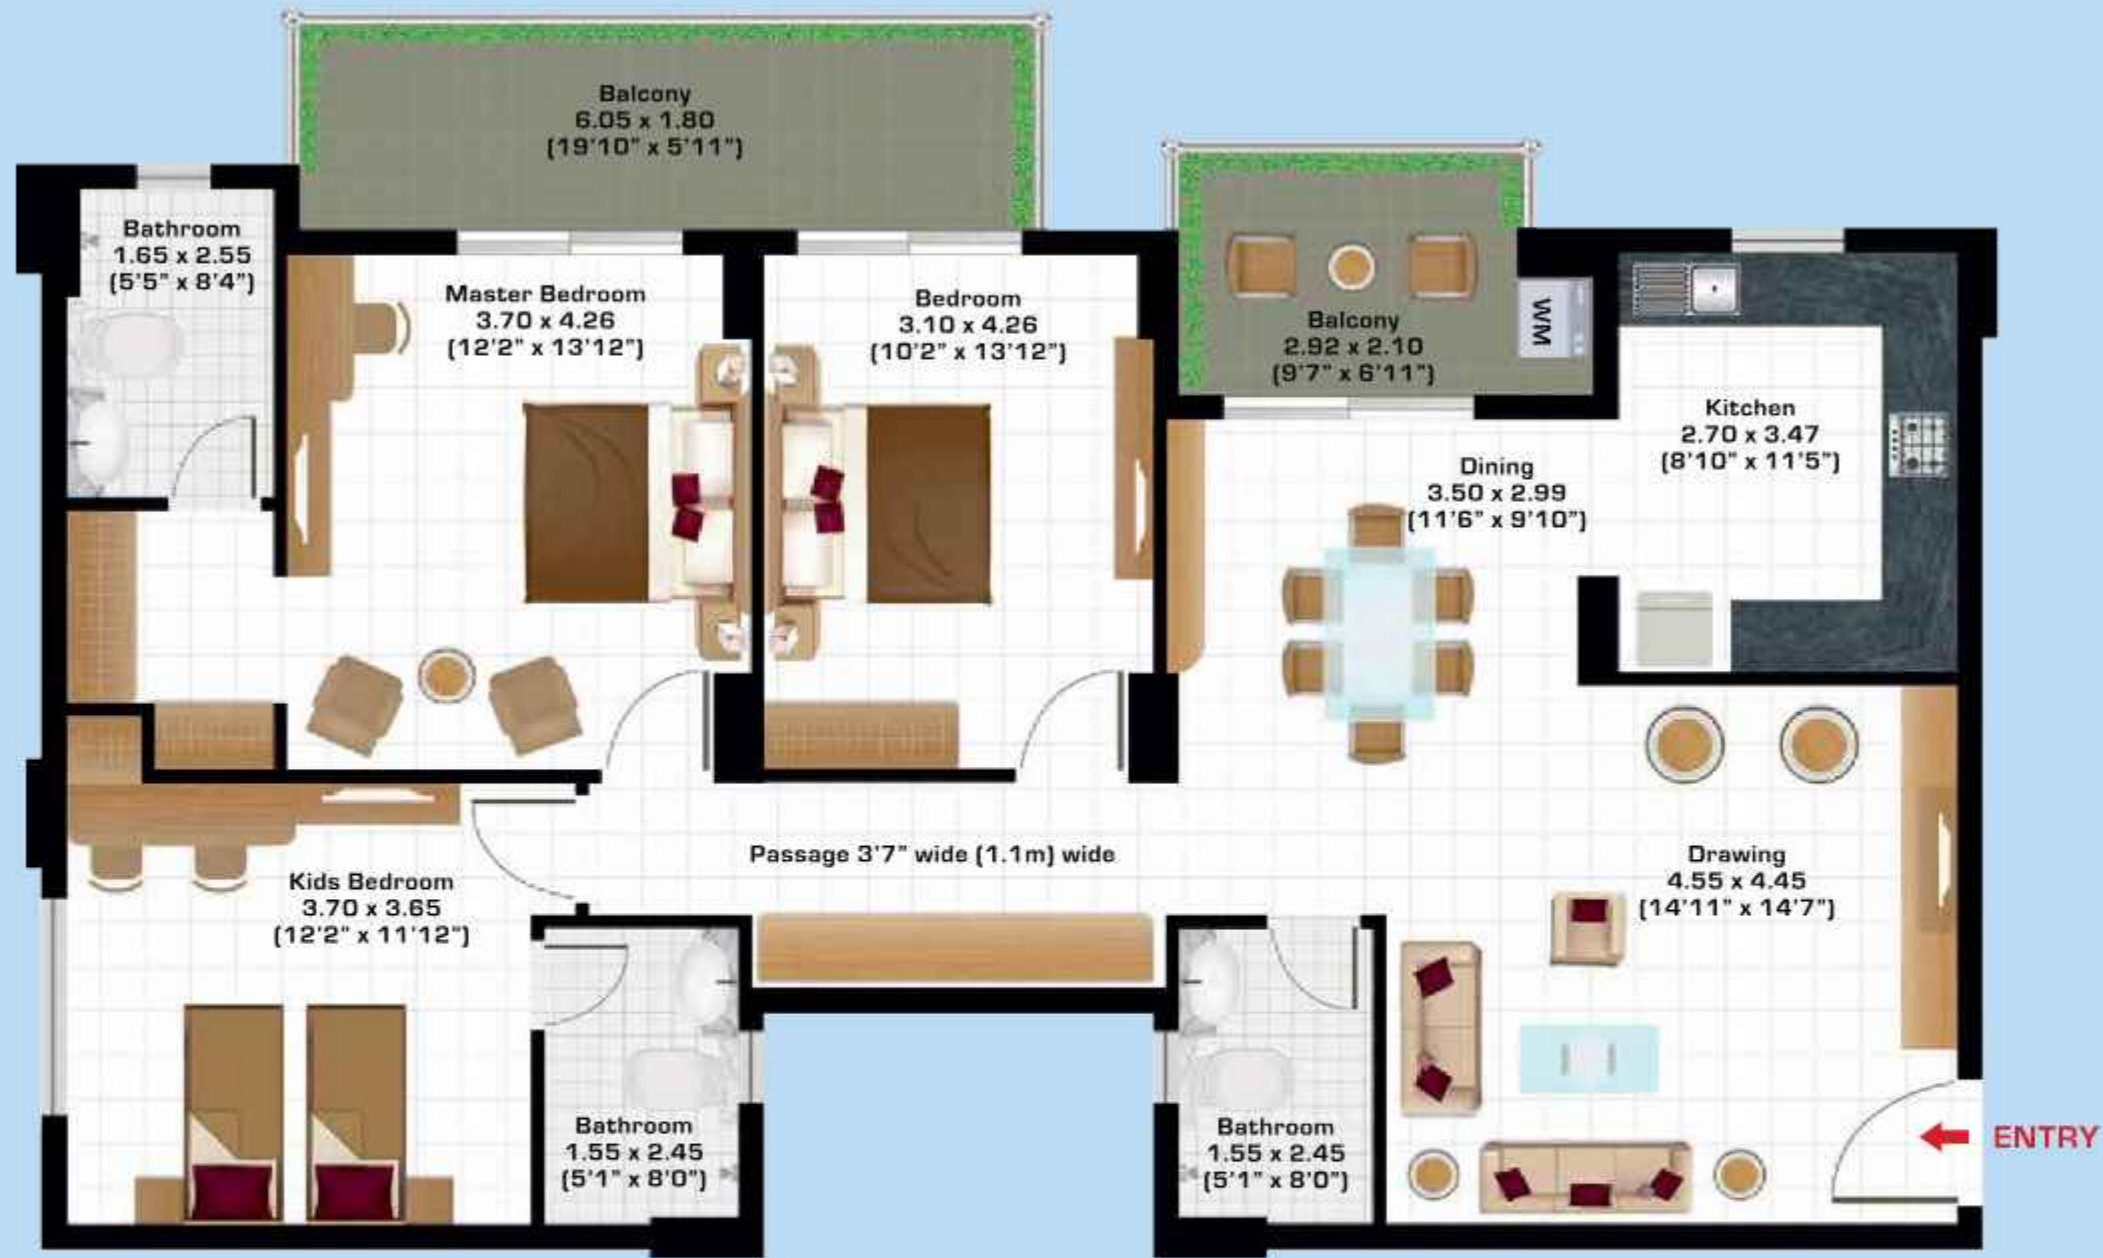 Balcony
6.05 x 1.80
(19'10" x 5'11")
Bathroom
1.65 x 2.55
(5'5" x 8'4")
Master Bedroom
3.70 x 4.26
(12'2" x 13'12")
Bedroom
3.10 x 4.26
(10'2" x 13'12")
Balcony
2.92 x 2.10
(9'7" x 6'11")
WM
Kitchen
2.70 x 3.47
(8'10" x 11'5")
Dining
3.50 x 2.99
(11'6" x 9'10")
Passage 3'7" wide (1.1m) wide
Drawing
4.55 x 4.45
(14'11" x 14'7")
Kids Bedroom
3.70 x 3.65
(12'2" x 11'12")
Bathroom
1.55 x 2.45
(5'1" x 8'0")
Bathroom
1.55 x 2.45
(5'1" x 8'0")
ENTRY